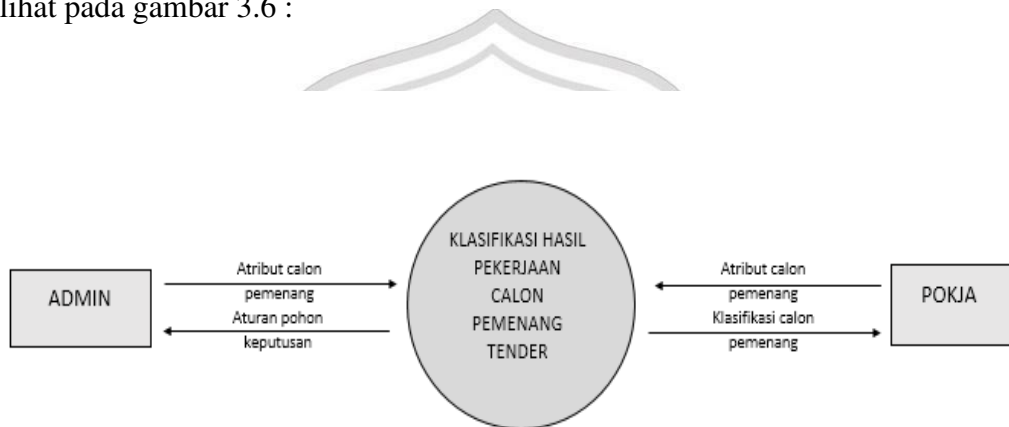 lihat pada gambar 3.6 :
ADMIN
Atribut calon
pemenang
Aturan pohon
keputusan
KLASIFIKASI HASIL
PEKERJAAN
CALON
PEMENANG
TENDER
Atribut calon
pemenang
Klasifikasi calon
pemenang
POKJA